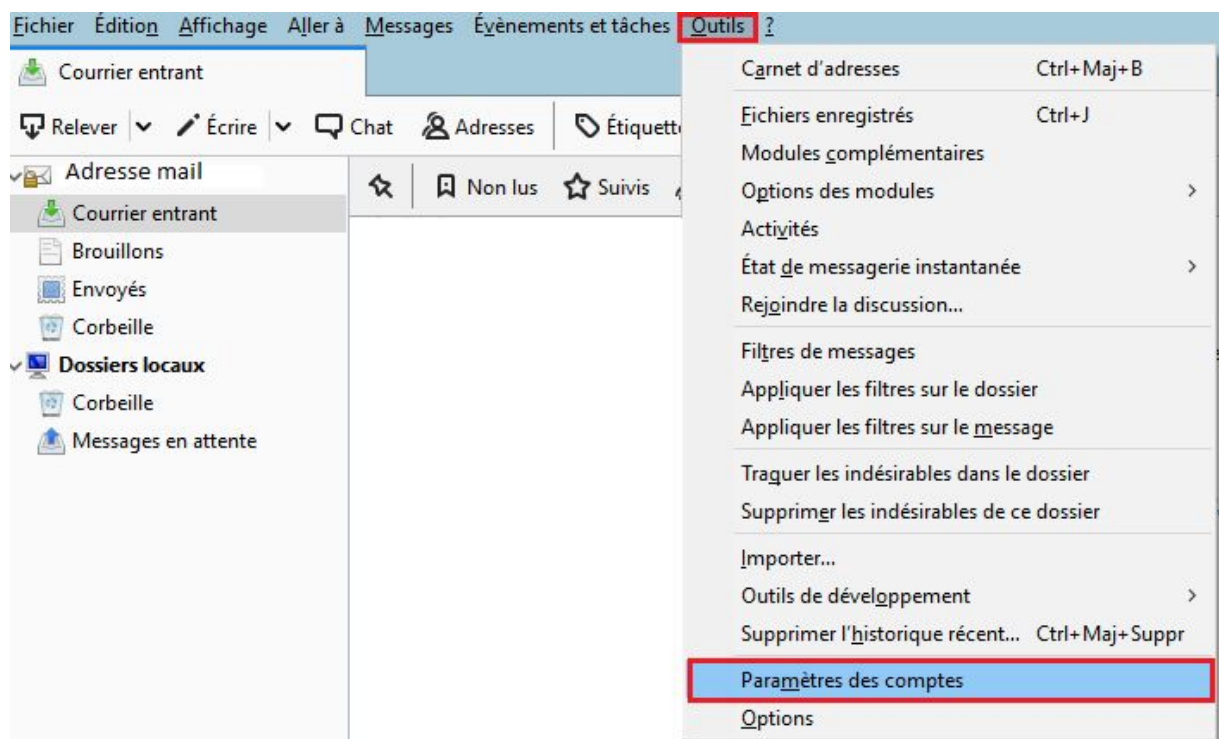 Fichier Édition Affichage Aller à Messages Évènements et tâches Outils ?
Courrier entrant
Relever Écrire Chat Adresses
Adresse mail
Non lus Suivis
Courrier entrant
Brouillons
Envoyés
Corbeille
Dossiers locaux
Corbeille
Messages en attente
Carnet d'adresses Ctrl+Maj+B
Fichiers enregistrés Ctrl+J
Modules complémentaires
Options des modules
Activités
État de messagerie instantanée
Rejoindre la discussion...
Filtres de messages
Appliquer les filtres sur le dossier
Appliquer les filtres sur le message
Traquer les indésirables dans le dossier
Supprimer les indésirables de ce dossier
Importer...
Outils de développement
Supprimer l'historique récent... Ctrl+Maj+Suppr
Paramètres des comptes
Options